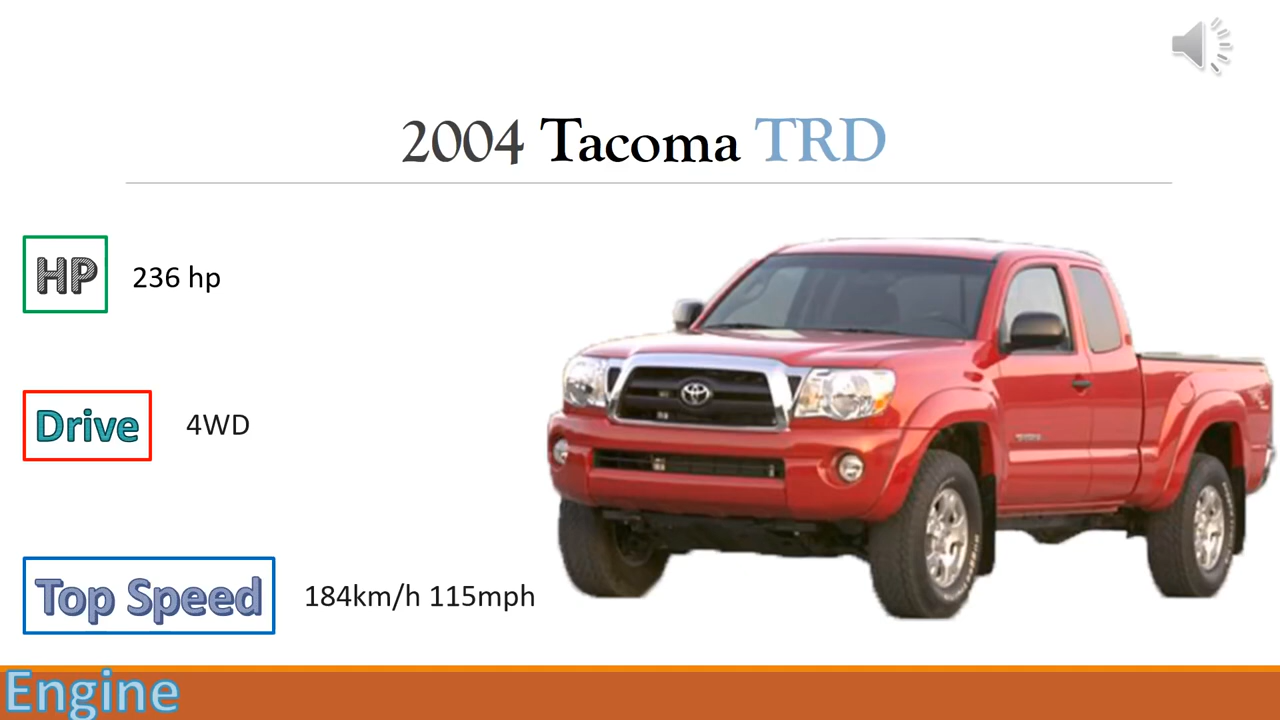 2004 Tacoma TRD
HP
236 hp
Drive
4WD
Top Speed
184km/h 115mph
Engine